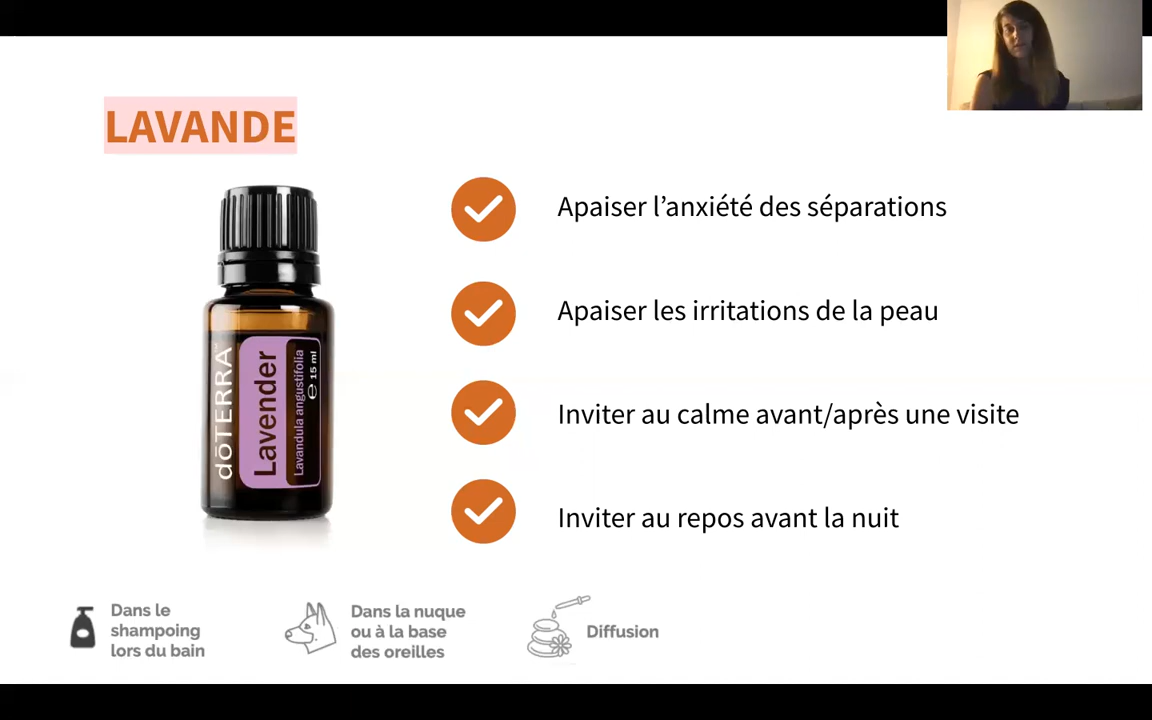 LAVANDE
Apaiser l’anxiété des séparations
Apaiser les irritations de la peau
Inviter au calme avant/après une visite
Inviter au repos avant la nuit
dōTERRA™
Lavender
Lavandula angustifolia
℮ 15 ml
Dans le
shampoing
lors du bain
Dans la nuque
ou à la base
des oreilles
Diffusion